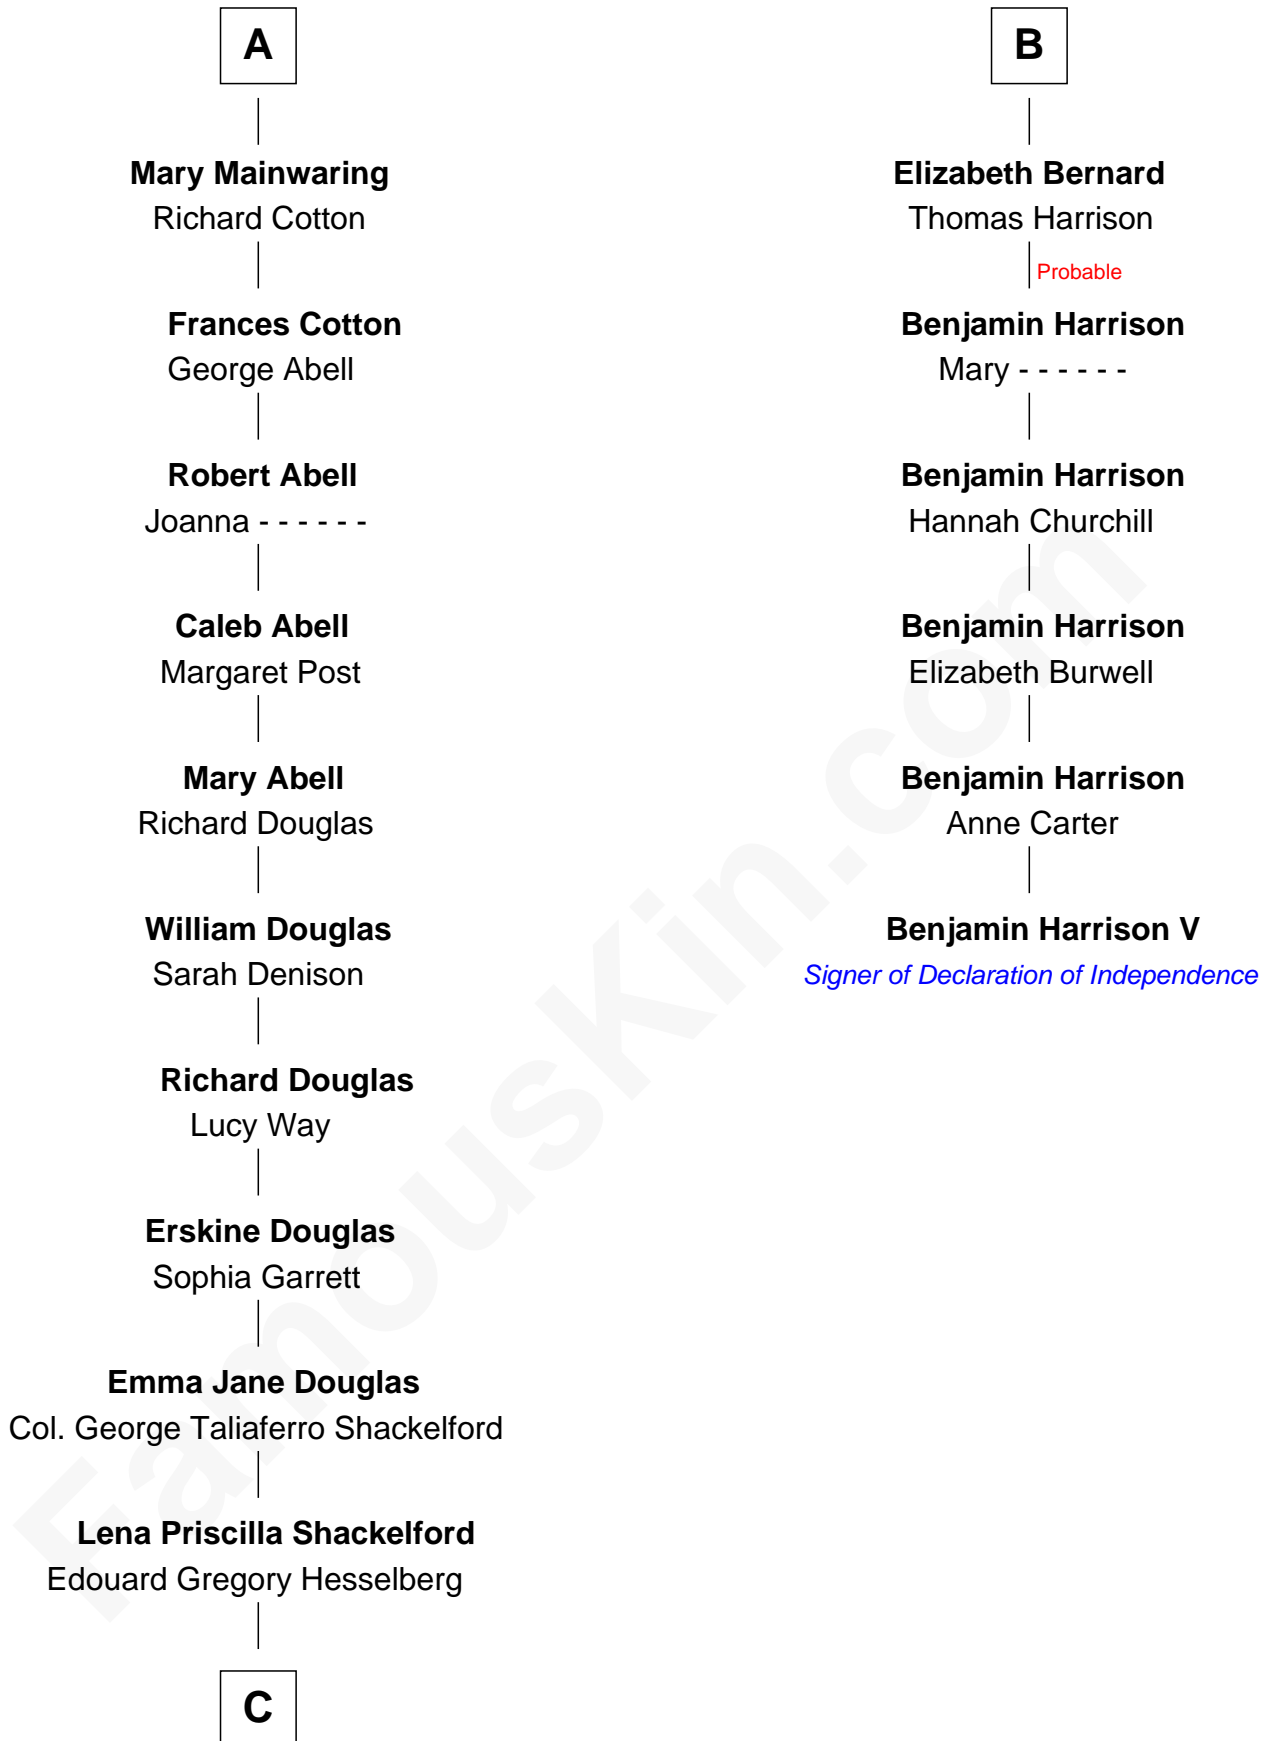 A
Mary Mainwaring
Richard Cotton
Frances Cotton
George Abell
Robert Abell
Joanna - - - - - -
Caleb Abell
Margaret Post
Mary Abell
Richard Douglas
William Douglas
Sarah Denison
Richard Douglas
Lucy Way
Erskine Douglas
Sophia Garrett
Emma Jane Douglas
Col. George Taliaferro Shackelford
Lena Priscilla Shackelford
Edouard Gregory Hesselberg
C
B
Elizabeth Bernard
Thomas Harrison
Probable
Benjamin Harrison
Mary - - - - - -
Benjamin Harrison
Hannah Churchill
Benjamin Harrison
Elizabeth Burwell
Benjamin Harrison
Anne Carter
Benjamin Harrison V
Signer of Declaration of Independence
FamousKin.com